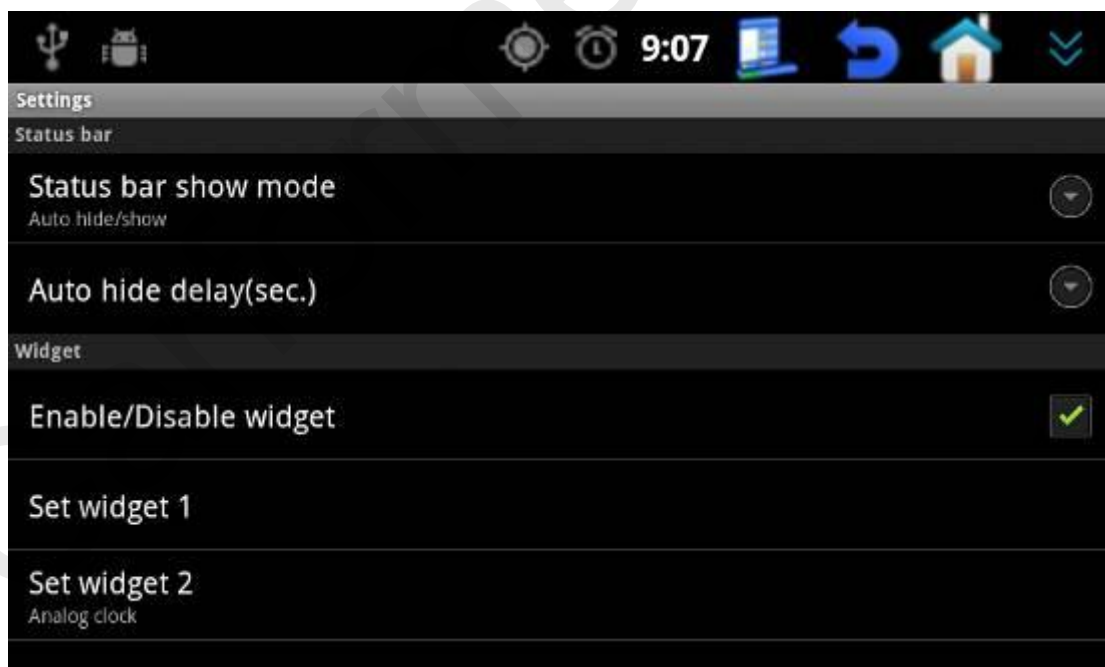 9:07
Settings
Status bar
Status bar show mode
Auto hide/show
Auto hide delay(sec.)
Widget
Enable/Disable widget
Set widget 1
Set widget 2
Analog clock